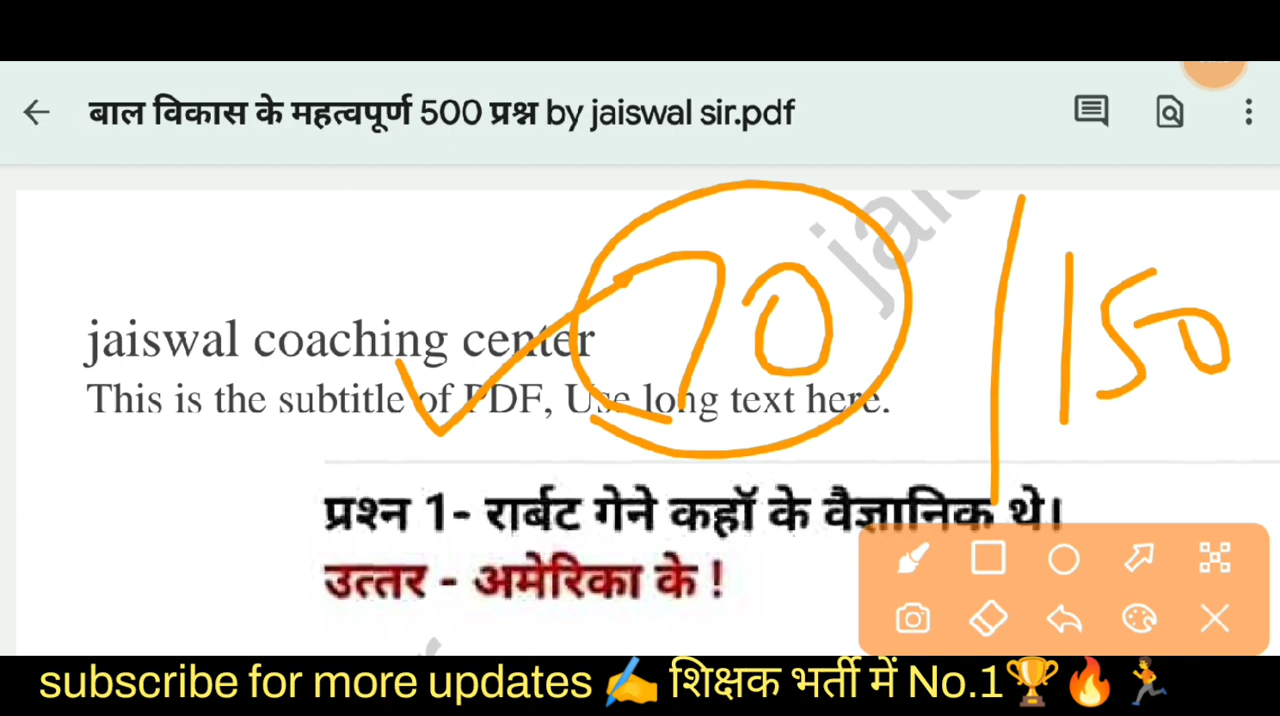 बाल विकास के महत्वपूर्ण 500 प्रश्न by jaiswal sir.pdf
70 | 150
jaiswal coaching center
This is the subtitle of PDF, Use long text here.
प्रश्न 1- रार्बट गेने कहॉ के वैज्ञानिक थे।
उत्तर - अमेरिका के !
subscribe for more updates ✍️ शिक्षक भर्ती में No.1🏆🔥🏃